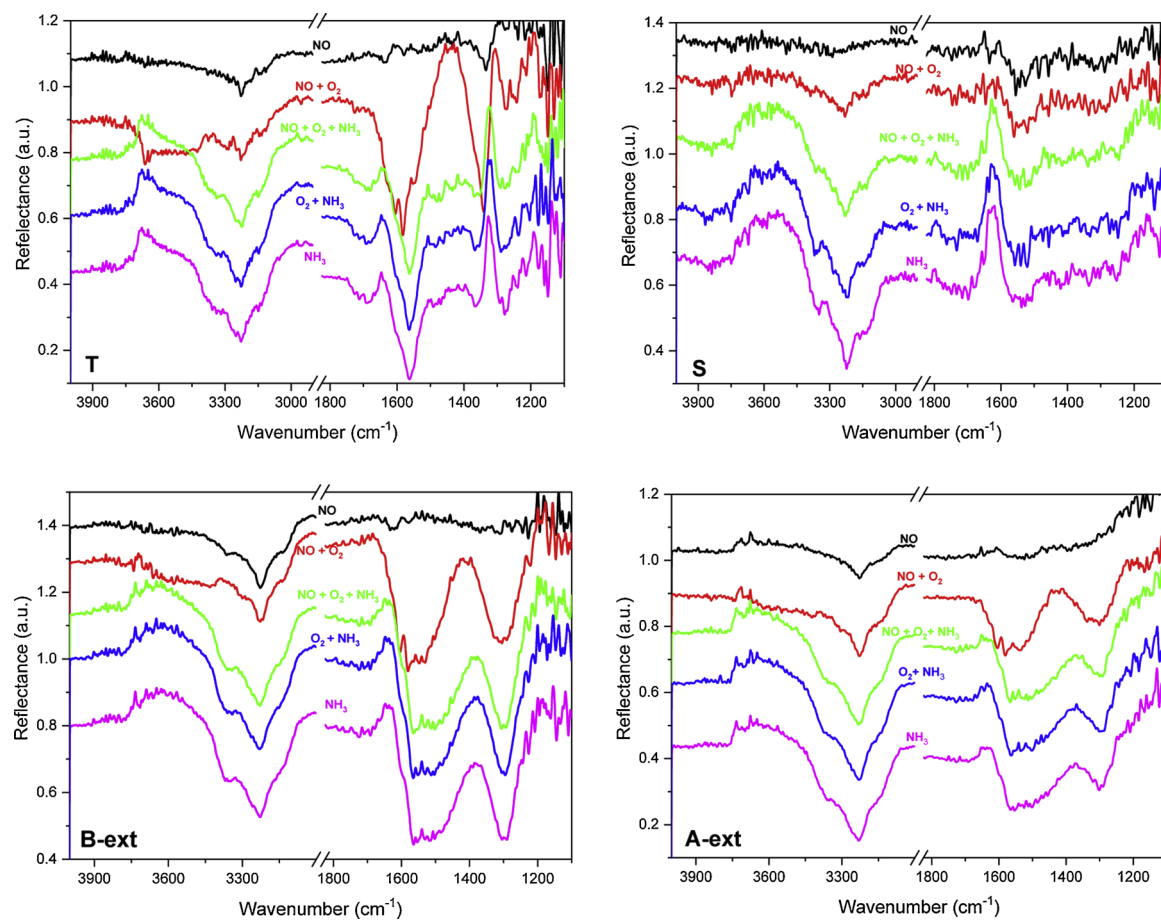 1.2
1.0
0.8
0.6
0.4
0.2
Refelectance (a.u.)
NO
NO + O2
NO + O2 + NH3
O2 + NH3
NH3
T
3900 3600 3300 3000 1800 1600 1400 1200
Wavenumber (cm-1)
1.4
1.2
1.0
0.8
0.6
0.4
Reflectance (a.u.)
NO
NO + O2
NO + O2 + NH3
O2 + NH3
NH3
S
3900 3600 3300 3000 1800 1600 1400 1200
Wavenumber (cm-1)
1.4
1.2
1.0
0.8
0.6
0.4
Reflectance (a.u.)
NO
NO + O2
NO + O2 + NH3
O2 + NH3
NH3
B-ext
3900 3600 3300 1800 1600 1400 1200
Wavenumber (cm-1)
1.2
1.0
0.8
0.6
0.4
0.2
Reflectance (a.u.)
NO
NO + O2
NO + O2 + NH3
O2 + NH3
NH3
A-ext
3900 3600 3300 1800 1600 1400 1200
Wavenumber (cm-1)